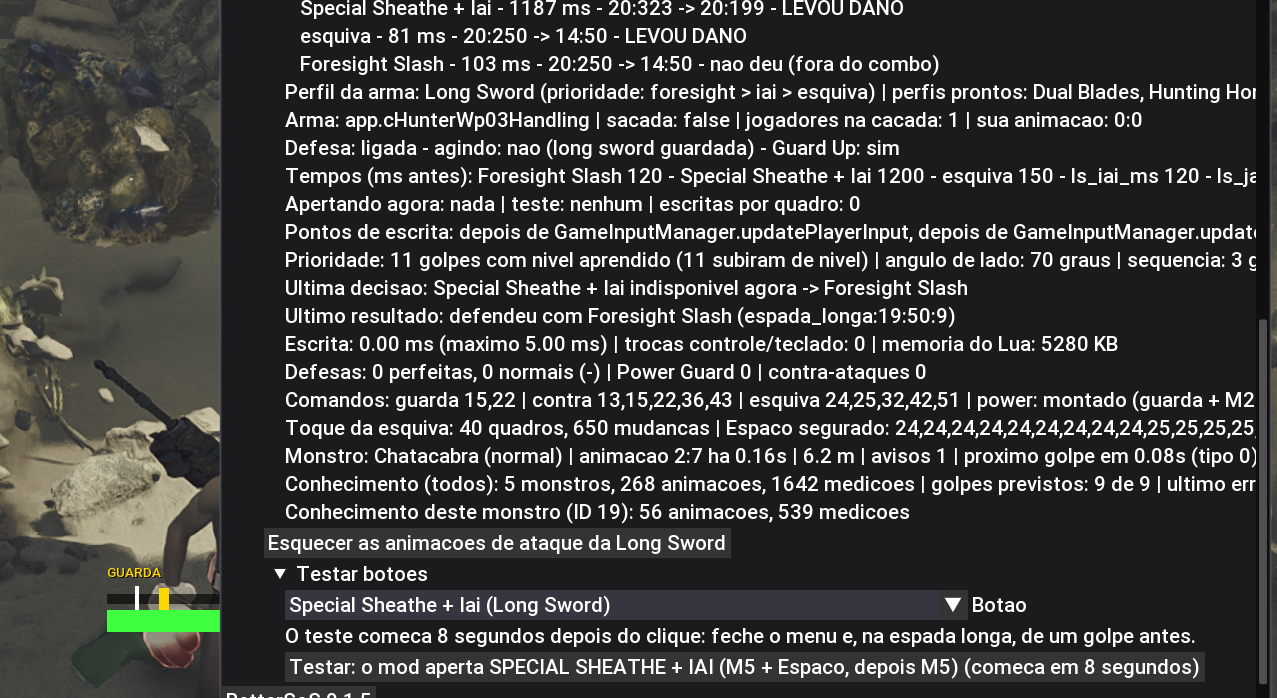 Special Sheathe + Iai - 1187 ms - 20:323 -> 20:199 - LEVOU DANO
esquiva - 81 ms - 20:250 -> 14:50 - LEVOU DANO
Foresight Slash - 103 ms - 20:250 -> 14:50 - nao deu (fora do combo)
Perfil da arma: Long Sword (prioridade: foresight > iai > esquiva) | perfis prontos: Dual Blades, Hunting Hor
Arma: app.cHunterWp03Handling | sacada: false | jogadores na cacada: 1 | sua animacao: 0:0
Defesa: ligada - agindo: nao (long sword guardada) - Guard Up: sim
Tempos (ms antes): Foresight Slash 120 - Special Sheathe + Iai 1200 - esquiva 150 - ls_iai_ms 120 - ls_ja
Apertando agora: nada | teste: nenhum | escritas por quadro: 0
Pontos de escrita: depois de GameInputManager.updatePlayerInput, depois de GameInputManager.update
Prioridade: 11 golpes com nivel aprendido (11 subiram de nivel) | angulo de lado: 70 graus | sequencia: 3 g
Ultima decisao: Special Sheathe + Iai indisponivel agora -> Foresight Slash
Ultimo resultado: defendeu com Foresight Slash (espada_longa:19:50:9)
Escrita: 0.00 ms (maximo 5.00 ms) | trocas controle/teclado: 0 | memoria do Lua: 5280 KB
Defesas: 0 perfeitas, 0 normais (-) | Power Guard 0 | contra-ataques 0
Comandos: guarda 15,22 | contra 13,15,22,36,43 | esquiva 24,25,32,42,51 | power: montado (guarda + M2
Toque da esquiva: 40 quadros, 650 mudancas | Espaco segurado: 24,24,24,24,24,24,24,24,24,25,25,25,25,
Monstro: Chatacabra (normal) | animacao 2:7 ha 0.16s | 6.2 m | avisos 1 | proximo golpe em 0.08s (tipo 0)
Conhecimento (todos): 5 monstros, 268 animacoes, 1642 medicoes | golpes previstos: 9 de 9 | ultimo err
Conhecimento deste monstro (ID 19): 56 animacoes, 539 medicoes
Esquecer as animacoes de ataque da Long Sword
GUARDA
Testar botoes
Special Sheathe + Iai (Long Sword) Botao
O teste comeca 8 segundos depois do clique: feche o menu e, na espada longa, de um golpe antes.
Testar: o mod aperta SPECIAL SHEATHE + IAI (M5 + Espaco, depois M5) (comeca em 8 segundos)